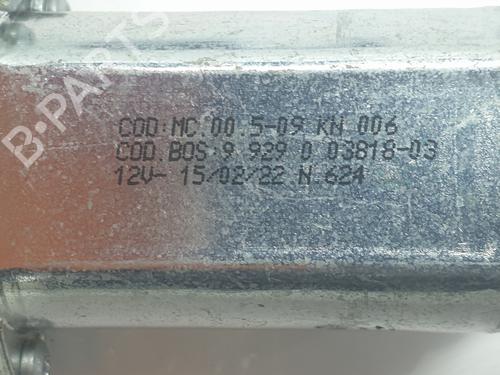 B-PARTS
COD:MC.00.5-09 KN 006
COD.BOS:9 929 0 03818-03
12V- 15/02/22 N.624